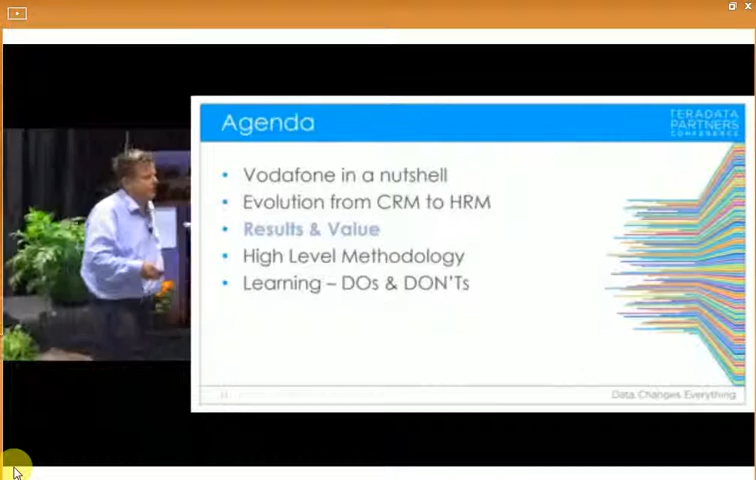 Agenda
TERADATA
PARTNERS
CONFERENCE
• Vodafone in a nutshell
• Evolution from CRM to HRM
• Results & Value
• High Level Methodology
• Learning – DOs & DON'Ts
Data Changes Everything